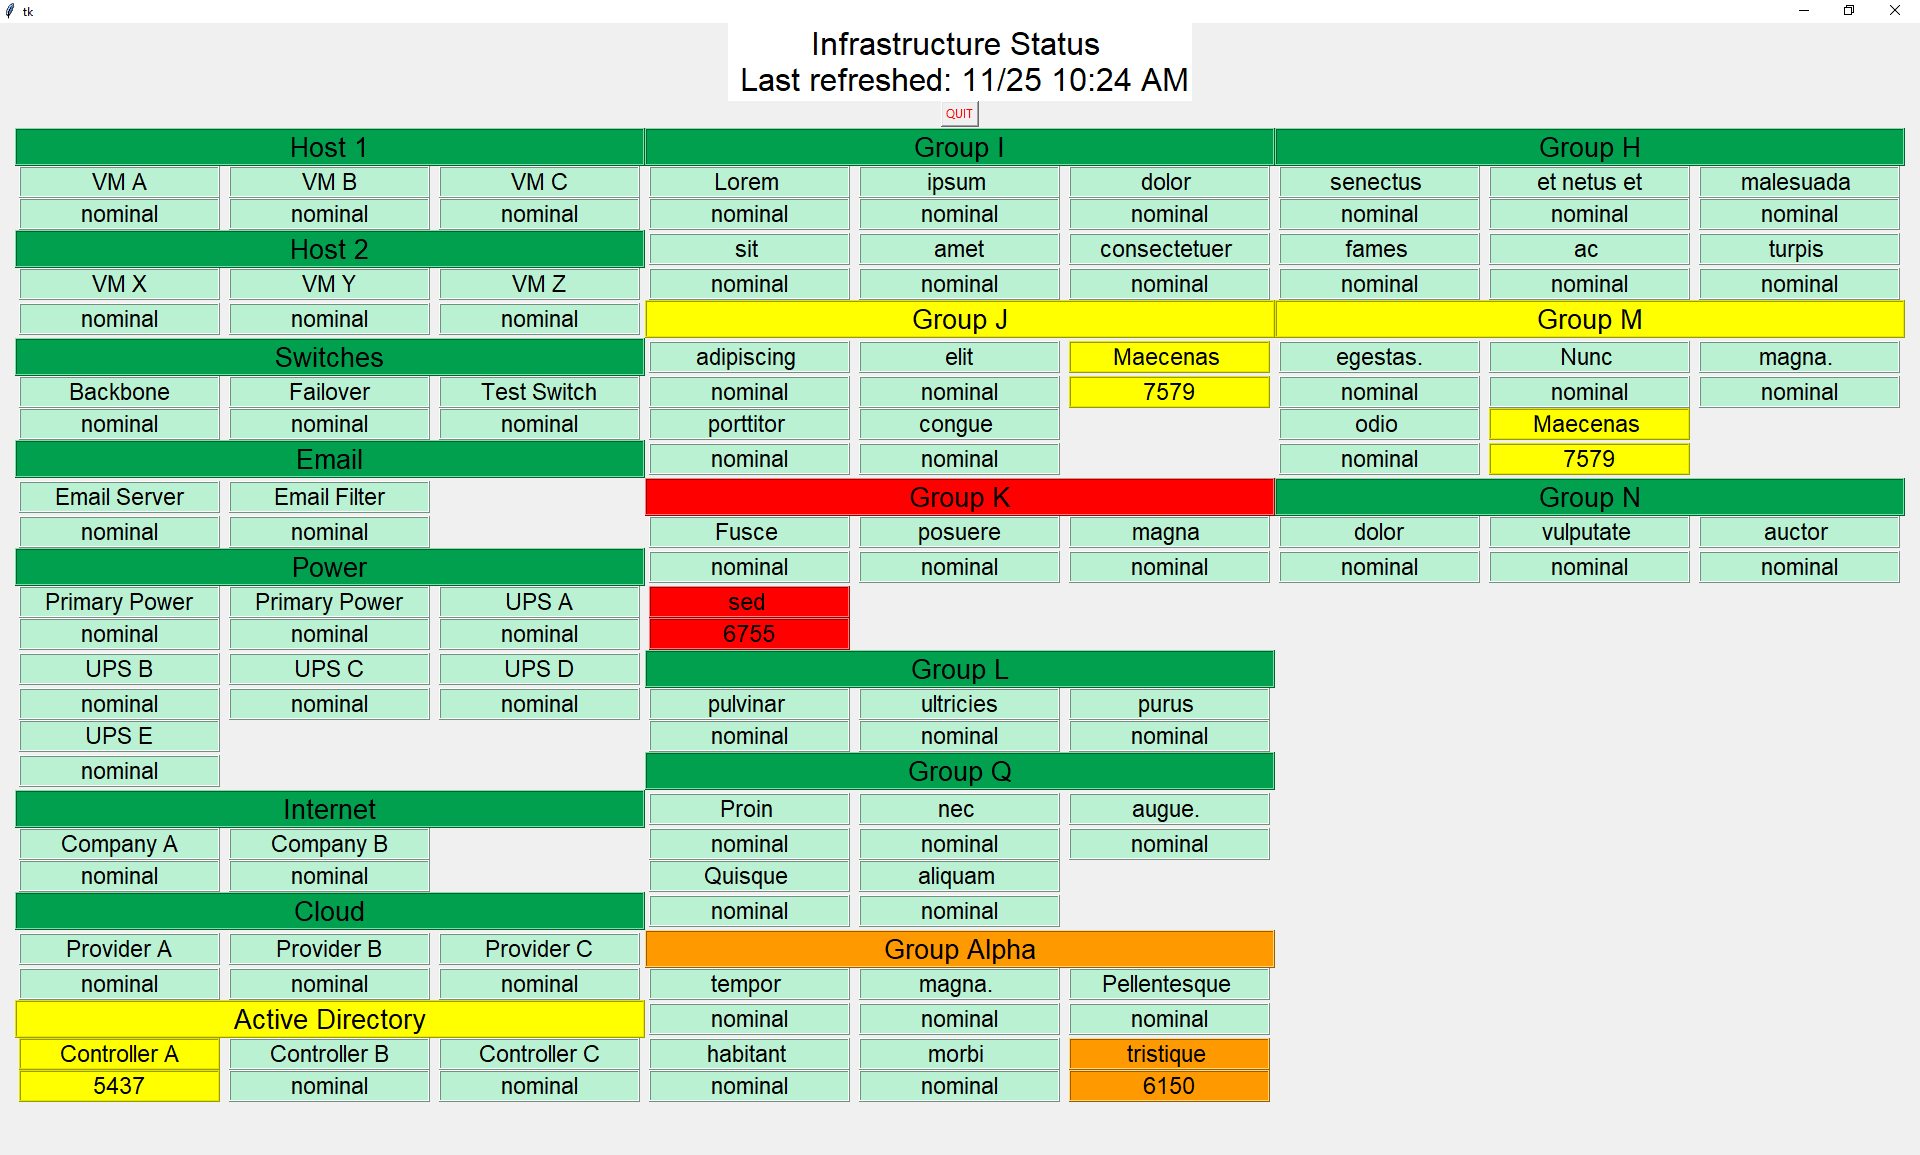 tk
Infrastructure Status
Last refreshed: 11/25 10:24 AM
QUIT
Host 1
VM A VM B VM C
nominal nominal nominal
Host 2
VM X VM Y VM Z
nominal nominal nominal
Switches
Backbone Failover Test Switch
nominal nominal nominal
Email
Email Server Email Filter
nominal nominal
Power
Primary Power Primary Power UPS A
nominal nominal nominal
UPS B UPS C UPS D
nominal nominal nominal
UPS E
nominal
Internet
Company A Company B
nominal nominal
Cloud
Provider A Provider B Provider C
nominal nominal nominal
Active Directory
Controller A Controller B Controller C
5437 nominal nominal
Group I
Lorem ipsum dolor
nominal nominal nominal
sit amet consectetuer
nominal nominal nominal
Group J
adipiscing elit Maecenas
nominal nominal 7579
porttitor congue
nominal nominal
Group K
Fusce posuere magna
nominal nominal nominal
sed
6755
Group L
pulvinar ultricies purus
nominal nominal nominal
Group Q
Proin nec augue.
nominal nominal nominal
Quisque aliquam
nominal nominal
Group Alpha
tempor magna. Pellentesque
nominal nominal nominal
habitant morbi tristique
nominal nominal 6150
Group H
senectus et netus et malesuada
nominal nominal nominal
fames ac turpis
nominal nominal nominal
Group M
egestas. Nunc magna.
nominal nominal nominal
odio Maecenas
nominal 7579
Group N
dolor vulputate auctor
nominal nominal nominal